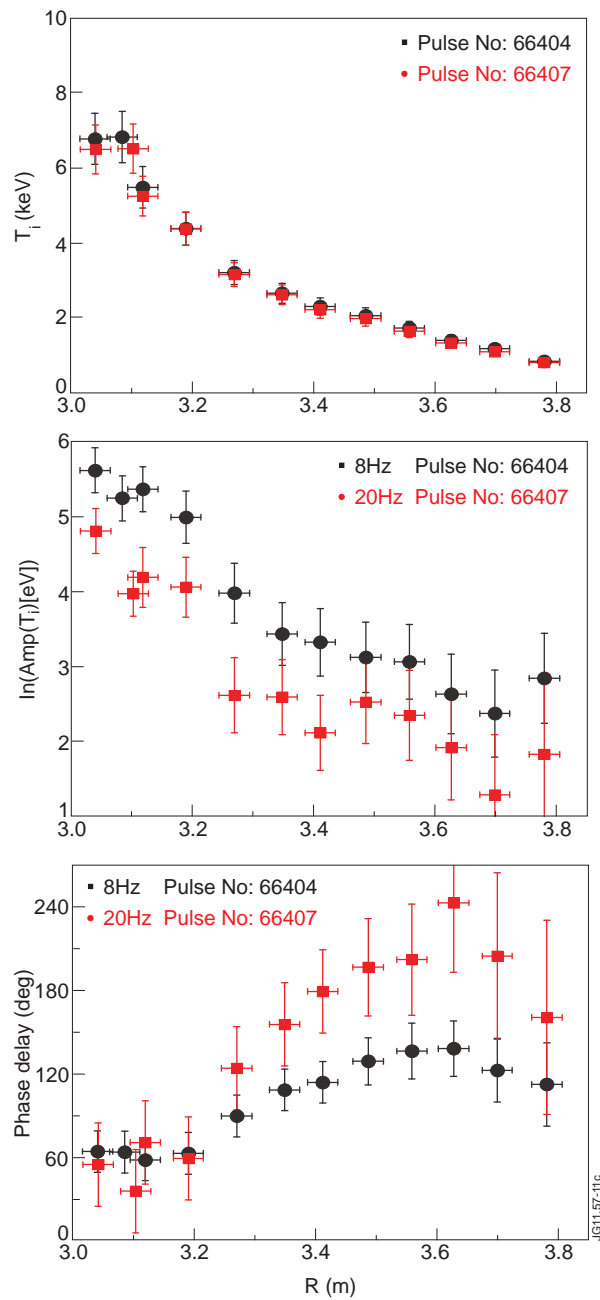 10
Pulse No: 66404
Pulse No: 66407
8
6
T_i (keV)
4
2
0
3.0 3.2 3.4 3.6 3.8
6
8Hz Pulse No: 66404
20Hz Pulse No: 66407
5
4
ln(Amp(T_i)[eV])
3
2
1
3.0 3.2 3.4 3.6 3.8
8Hz Pulse No: 66404
20Hz Pulse No: 66407
240
180
Phase delay (deg)
120
60
0
3.0 3.2 3.4 3.6 3.8
R (m)
JG11.57-11c